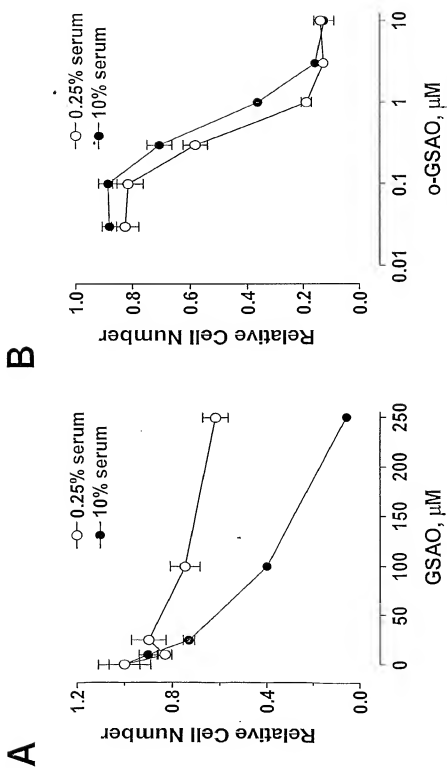 A
1.2
0.8
0.4
0.0
Relative Cell Number
0.25% serum
10% serum
0
50
100
150
200
250
GSAO, μM
B
1.0
0.8
0.6
0.4
0.2
0.0
Relative Cell Number
0.25% serum
10% serum
0.01
0.1
1
10
o-GSAO, μM